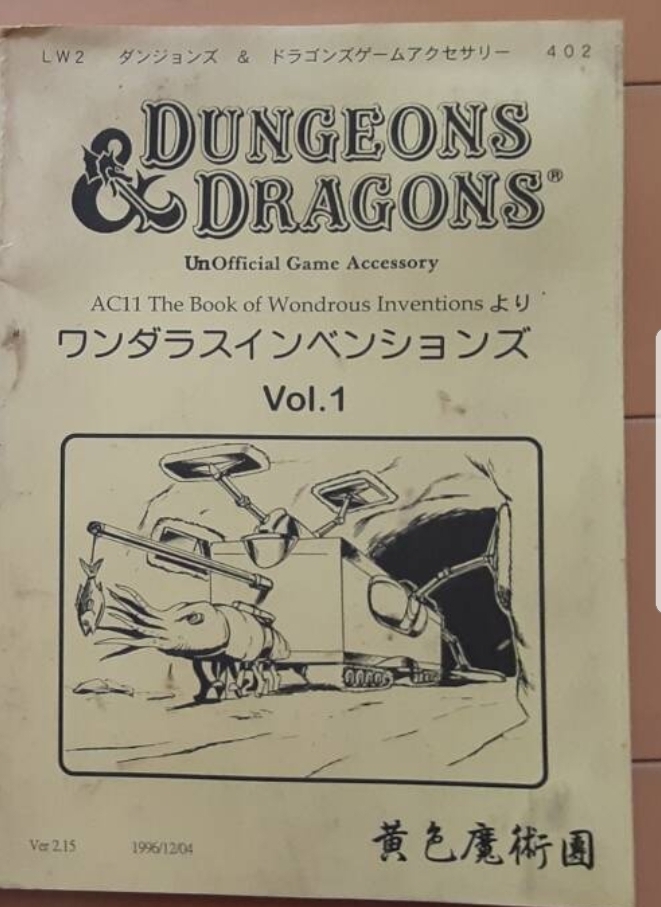 LW2 ダンジョンズ & ドラゴンズゲームアクセサリー 402
DUNGEONS
& DRAGONS®
UnOfficial Game Accessory
AC11 The Book of Wondrous Inventions より
ワンダラスインベンションズ
Vol.1
Ver 2.15 1996/12/04
黄色魔術團